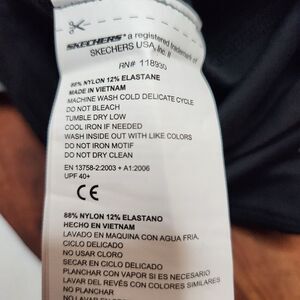 SKECHERS® a registered trademark of
SKECHERS USA, Inc. II
RN# 118930
88% NYLON 12% ELASTANE
MADE IN VIETNAM
MACHINE WASH COLD DELICATE CYCLE
DO NOT BLEACH
TUMBLE DRY LOW
COOL IRON IF NEEDED
WASH INSIDE OUT WITH LIKE COLORS
DO NOT IRON MOTIF
DO NOT DRY CLEAN
EN 13758-2:2003 + A1:2006
UPF 40+
CE
88% NYLON 12% ELASTANO
HECHO EN VIETNAM
LAVADO EN MAQUINA CON AGUA FRIA,
CICLO DELICADO
NO USAR CLORO
SECAR EN CICLO DELICADO
PLANCHAR CON VAPOR SI ES NECESARIO
LAVAR DEL REVES CON COLORES SIMILARES
NO PLANCHAR
NO LAVAR EN